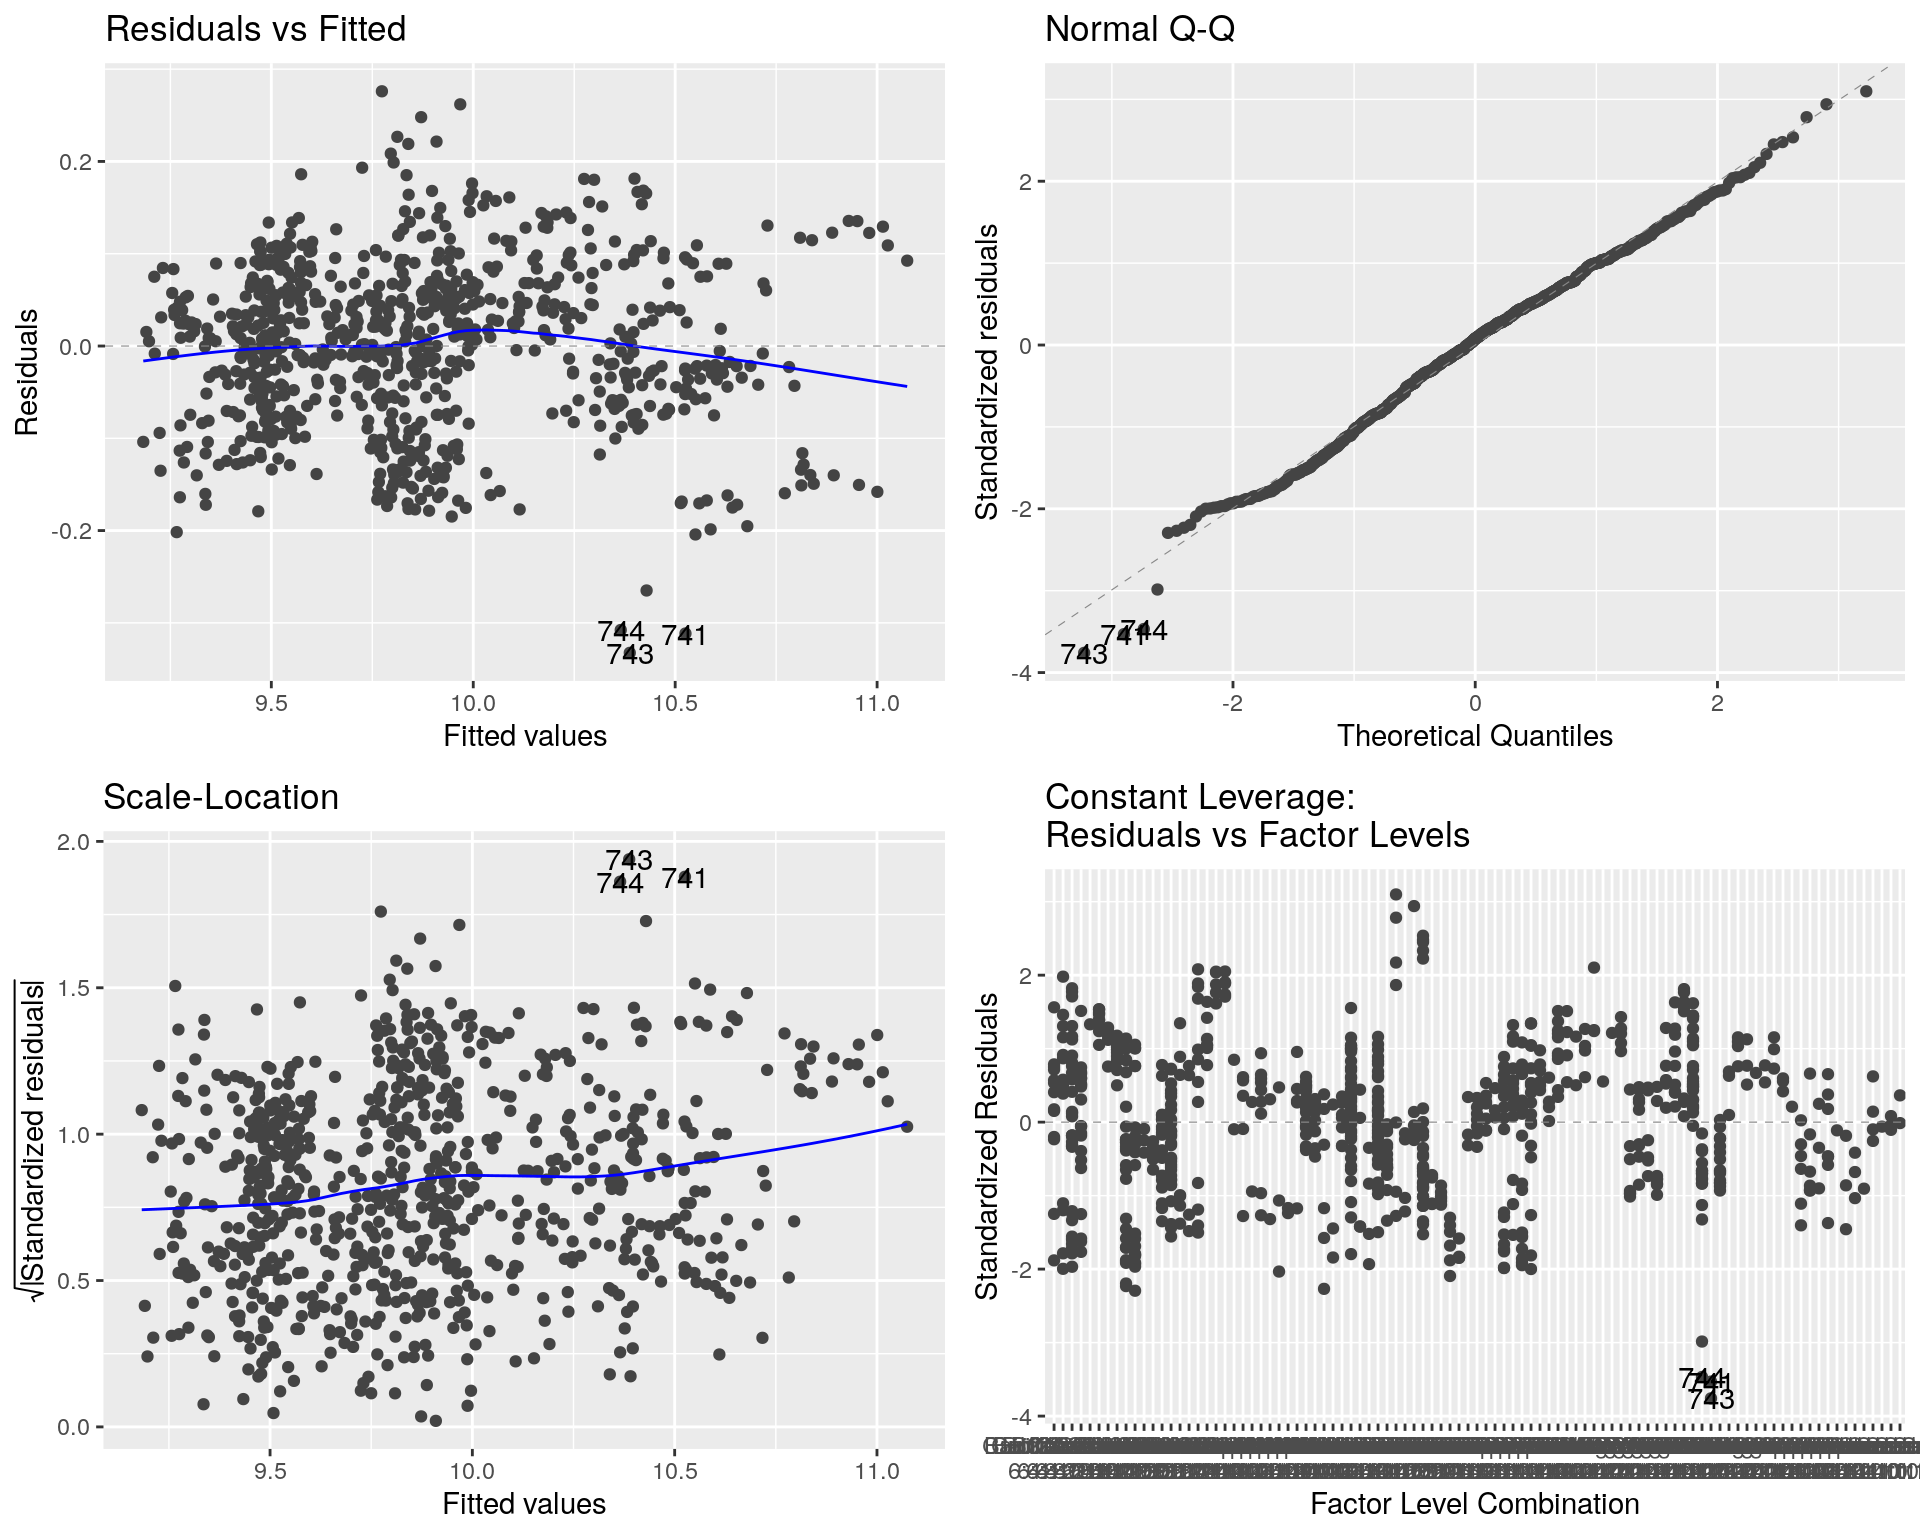 Residuals vs Fitted
0.2
0.0
-0.2
Residuals
744
741
743
9.5 10.0 10.5 11.0
Fitted values
Normal Q-Q
2
0
-2
-4
Standardized residuals
741
744
743
-2 0 2
Theoretical Quantiles
Scale-Location
2.0
1.5
1.0
0.5
0.0
√|Standardized residuals|
743
744
741
9.5 10.0 10.5 11.0
Fitted values
Constant Leverage:
Residuals vs Factor Levels
2
0
-2
-4
Standardized Residuals
744
741
743
Factor Level Combination